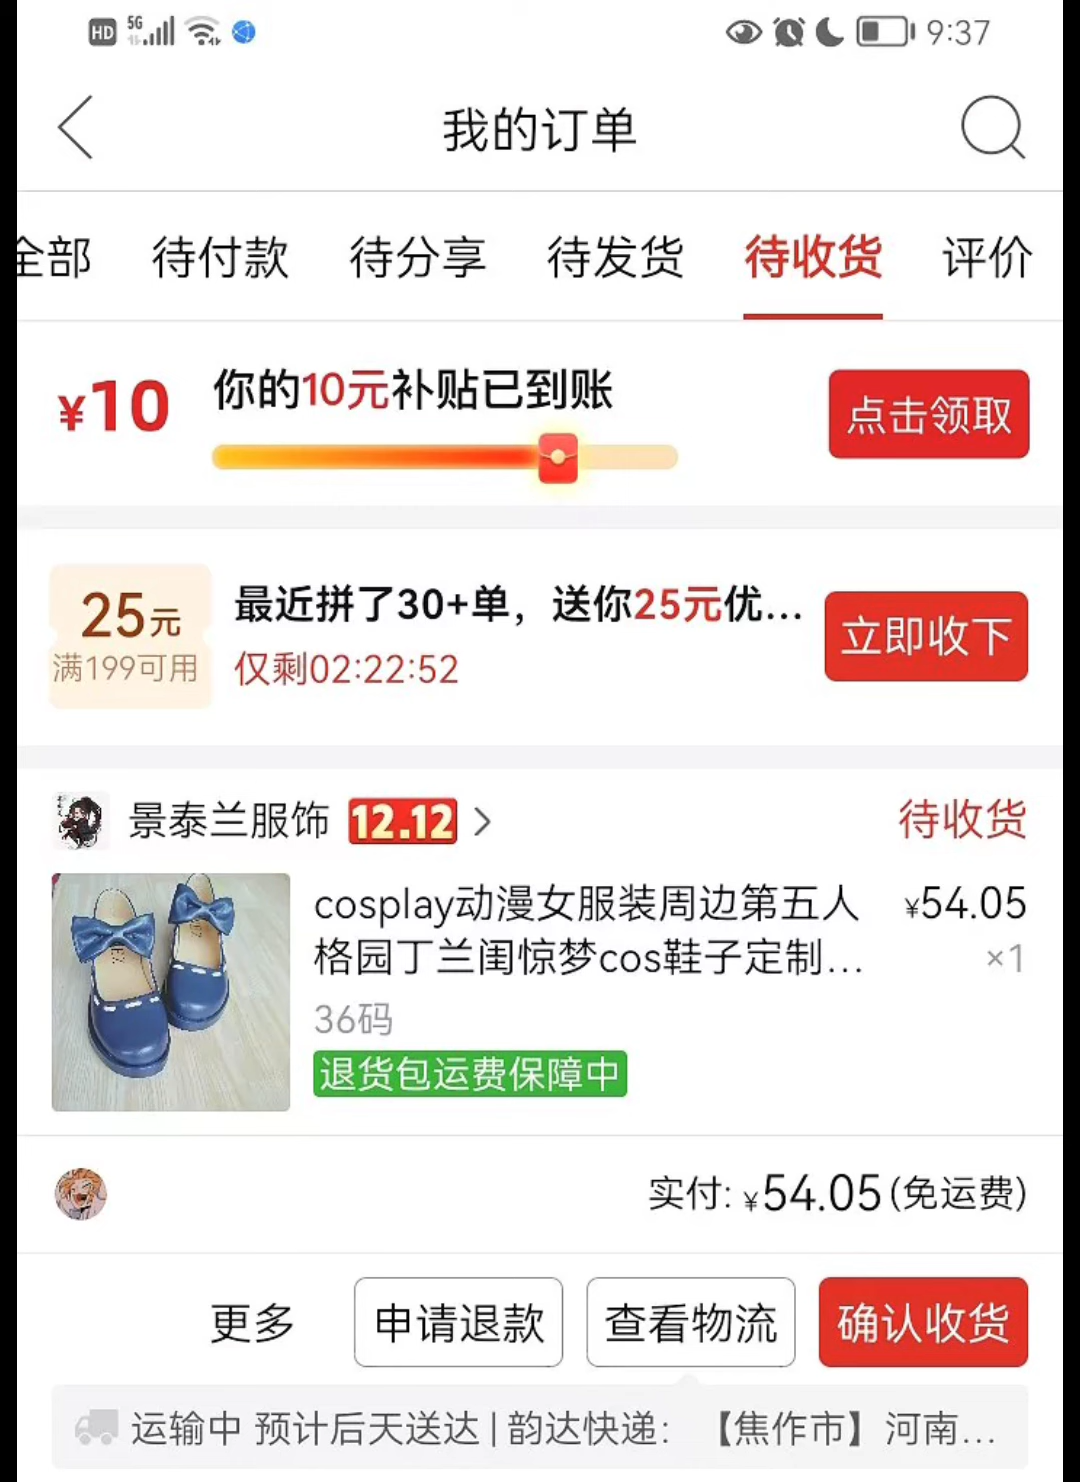 HD 5G 9:37
我的订单
全部 待付款 待分享 待发货 待收货 评价
¥10 你的10元补贴已到账 点击领取
25元 满199可用
最近拼了30+单，送你25元优...
仅剩02:22:52
立即收下
景泰兰服饰 12.12 待收货
cosplay动漫女服装周边第五人 ¥54.05
格园丁兰闺惊梦cos鞋子定制... ×1
36码
退货包运费保障中
实付: ¥54.05(免运费)
更多 申请退款 查看物流 确认收货
运输中 预计后天送达 | 韵达快递: 【焦作市】河南...